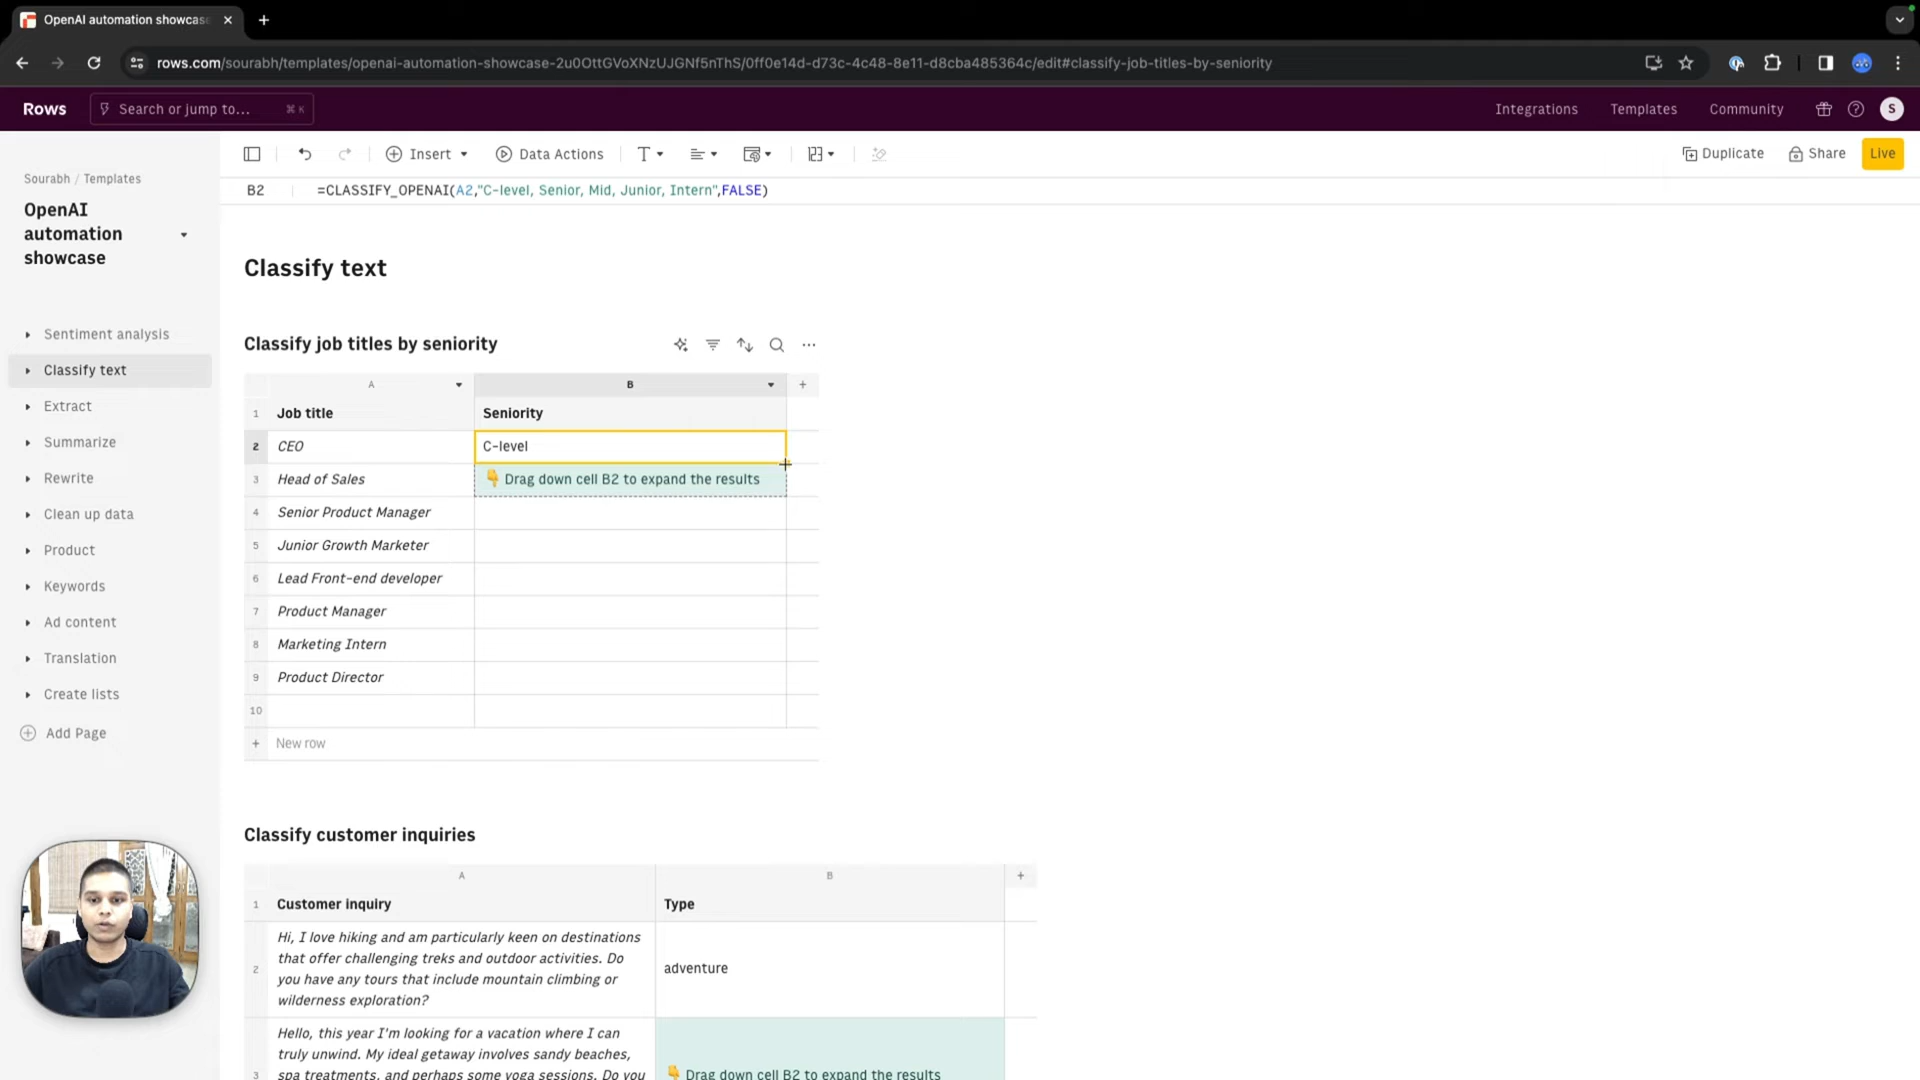 OpenAI automation showcas
rows.com/sourabh/templates/openai-automation-showcase-2u0OttGVoXNzUJGNf5nThS/0ff0e14d-d73c-4c48-8e11-d8cba485364c/edit#classify-job-titles-by-seniority
Rows
Search or jump to...
⌘ K
Integrations
Templates
Community
S
Insert
Data Actions
Duplicate
Share
Live
B2
=CLASSIFY_OPENAI(A2,"C-level, Senior, Mid, Junior, Intern",FALSE)
Sourabh / Templates
OpenAI
automation
showcase
Sentiment analysis
Classify text
Extract
Summarize
Rewrite
Clean up data
Product
Keywords
Ad content
Translation
Create lists
Add Page
Classify text
Classify job titles by seniority
A B
1 Job title Seniority
2 CEO C-level
3 Head of Sales 👇 Drag down cell B2 to expand the results
4 Senior Product Manager
5 Junior Growth Marketer
6 Lead Front-end developer
7 Product Manager
8 Marketing Intern
9 Product Director
10
+ New row
Classify customer inquiries
A B
1 Customer inquiry Type
2
Hi, I love hiking and am particularly keen on destinations
that offer challenging treks and outdoor activities. Do
you have any tours that include mountain climbing or
wilderness exploration?
adventure
3
Hello, this year I'm looking for a vacation where I can
truly unwind. My ideal getaway involves sandy beaches,
spa treatments, and perhaps some yoga sessions. Do you
👇 Drag down cell B2 to expand the results